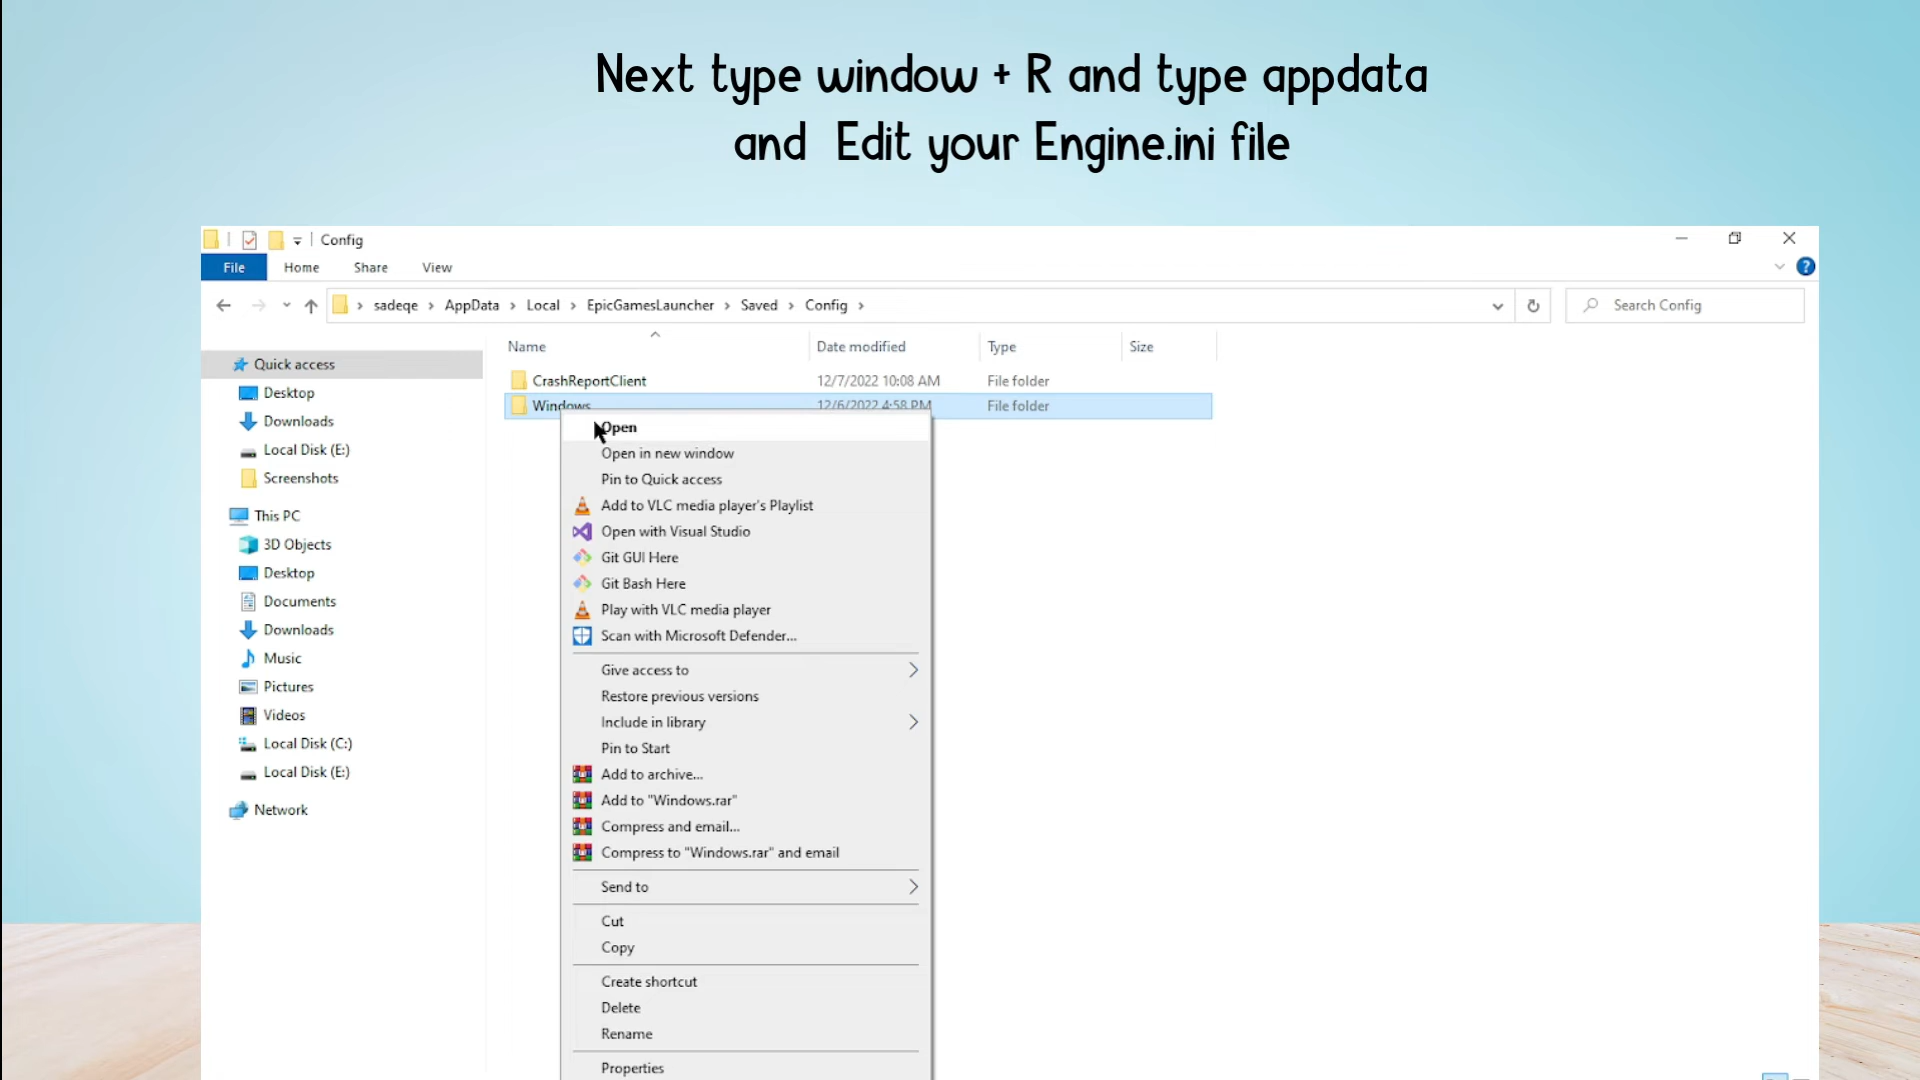 Next type window + R and type appdata
and Edit your Engine.ini file
Config
File Home Share View
sadeqe AppData Local EpicGamesLauncher Saved Config
Search Config
Name Date modified Type Size
Quick access
Desktop
Downloads
Local Disk (E:)
Screenshots
This PC
3D Objects
Desktop
Documents
Downloads
Music
Pictures
Videos
Local Disk (C:)
Local Disk (E:)
Network
CrashReportClient 12/7/2022 10:08 AM File folder
Windows 12/6/2022 4:58 PM File folder
Open
Open in new window
Pin to Quick access
Add to VLC media player's Playlist
Open with Visual Studio
Git GUI Here
Git Bash Here
Play with VLC media player
Scan with Microsoft Defender...
Give access to
Restore previous versions
Include in library
Pin to Start
Add to archive...
Add to "Windows.rar"
Compress and email...
Compress to "Windows.rar" and email
Send to
Cut
Copy
Create shortcut
Delete
Rename
Properties